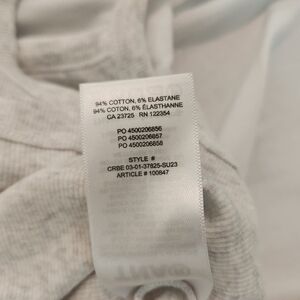 94% COTTON, 6% ELASTANE
94% COTON, 6% ÉLASTHANNE
CA 23725 RN 122354
PO 4500206856
PO 4500206857
PO 4500206858
STYLE #
CRBE 03-01-37825-SU23
ARTICLE # 100847